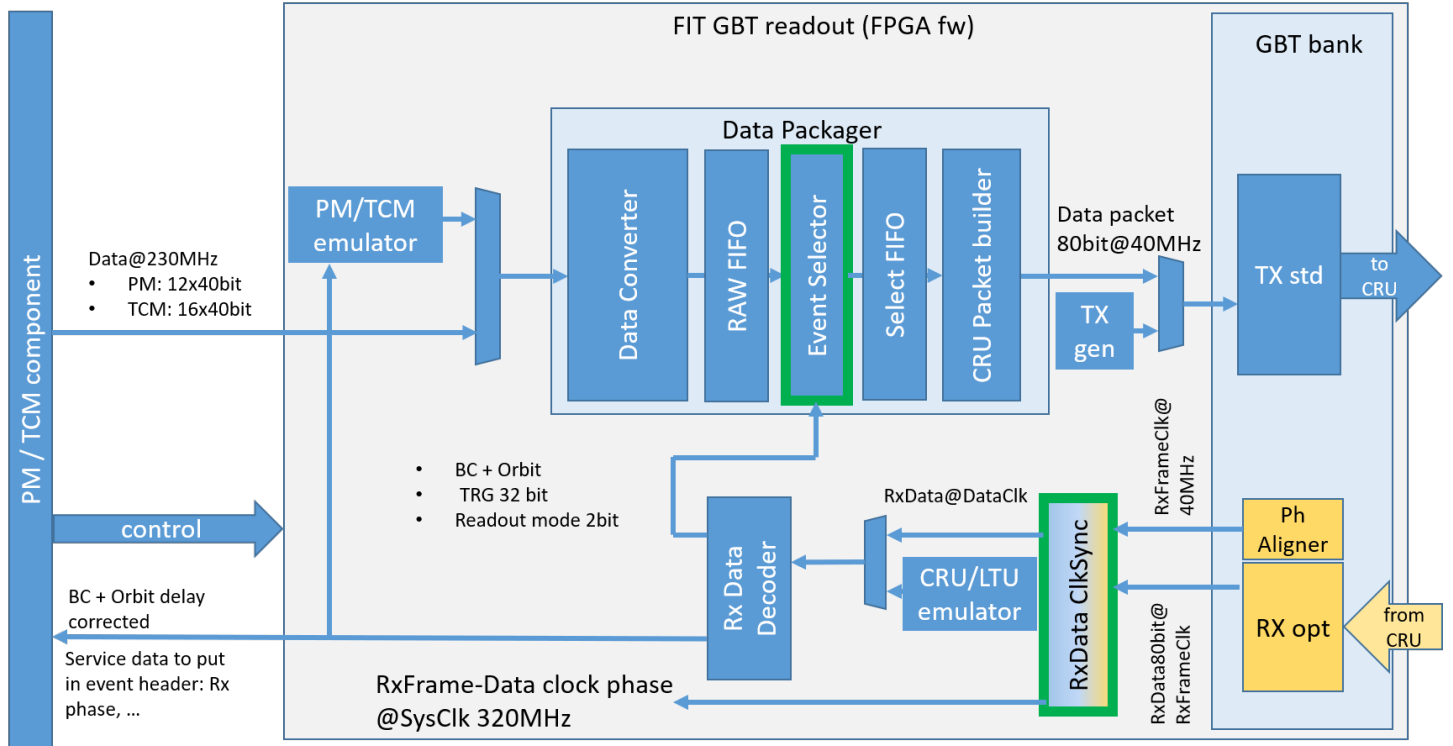 FIT GBT readout (FPGA fw)
GBT bank
PM / TCM component
Data Packager
PM/TCM
emulator
Data Converter
RAW FIFO
Event Selector
Select FIFO
CRU Packet builder
Data@230MHz
• PM: 12x40bit
• TCM: 16x40bit
Data packet
80bit@40MHz
TX
gen
TX std
to
CRU
• BC + Orbit
• TRG 32 bit
• Readout mode 2bit
control
RxData@DataClk
RxFrameClk@
40MHz
Rx Data
Decoder
CRU/LTU
emulator
RxData ClkSync
Ph
Aligner
RX opt
from
CRU
RxData80bit@
RxFrameClk
BC + Orbit delay
corrected
Service data to put
in event header: Rx
phase, ...
RxFrame-Data clock phase
@SysClk 320MHz